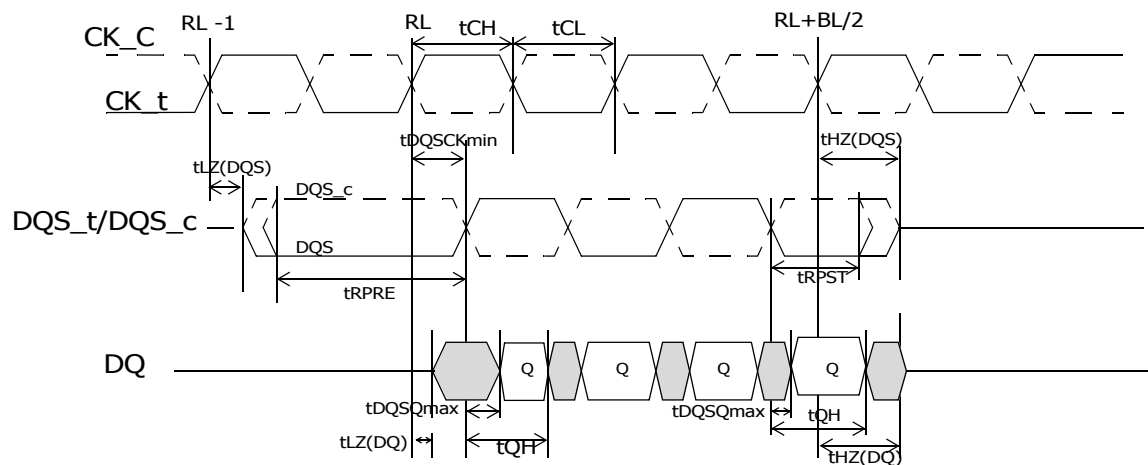 RL -1
RL
RL+BL/2
tCH
tCL
CK_C
CK_t
tDQSCKmin
tHZ(DQS)
tLZ(DQS)
DQS_c
DQS_t/DQS_c
DQS
tRPRE
tRPST
DQ
Q
Q
Q
Q
tDQSQmax
tDQSQmax
tQH
tLZ(DQ)
tQH
tHZ(DQ)